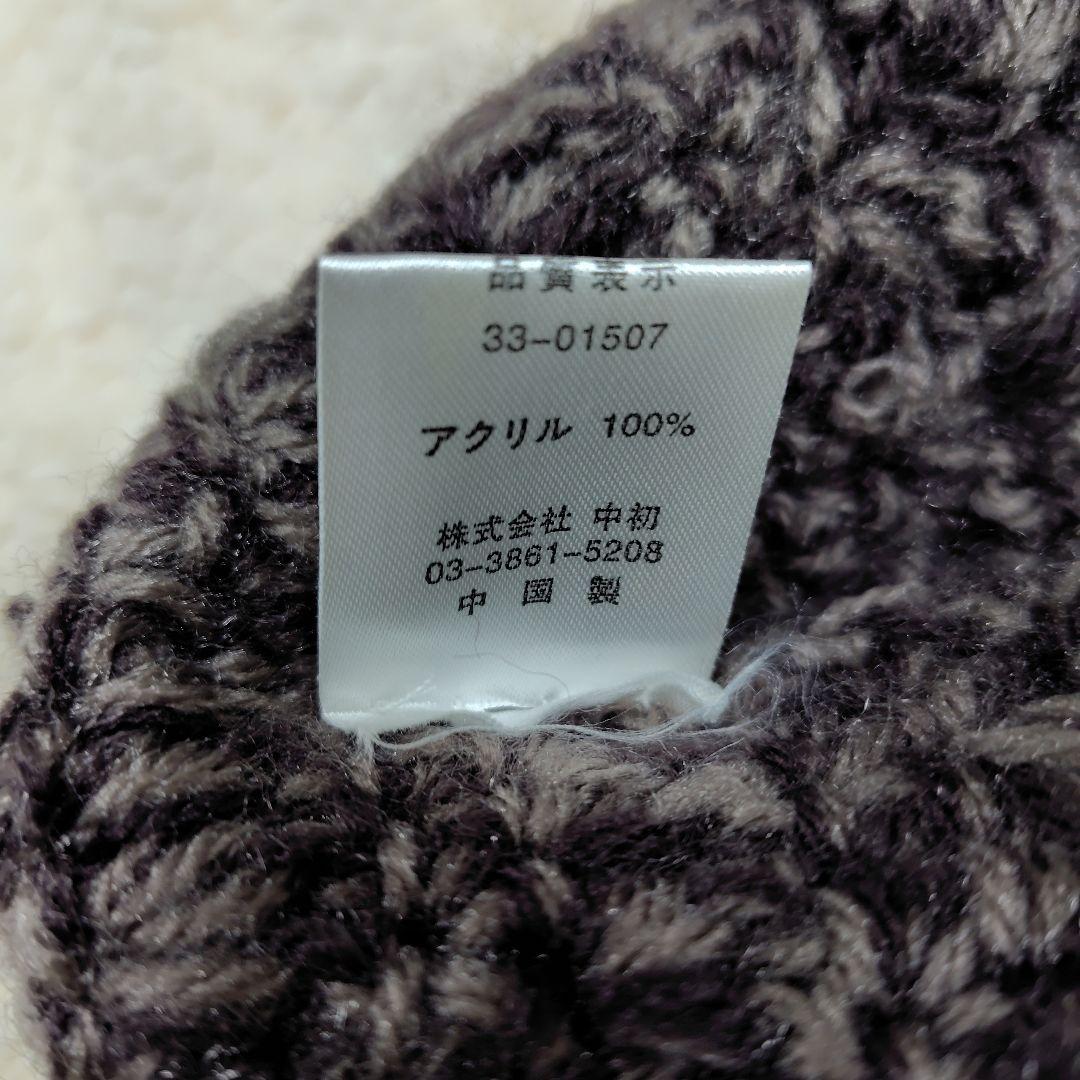 品質表示
33-01507
アクリル 100%
株式会社 中初
03-3861-5208
中国製